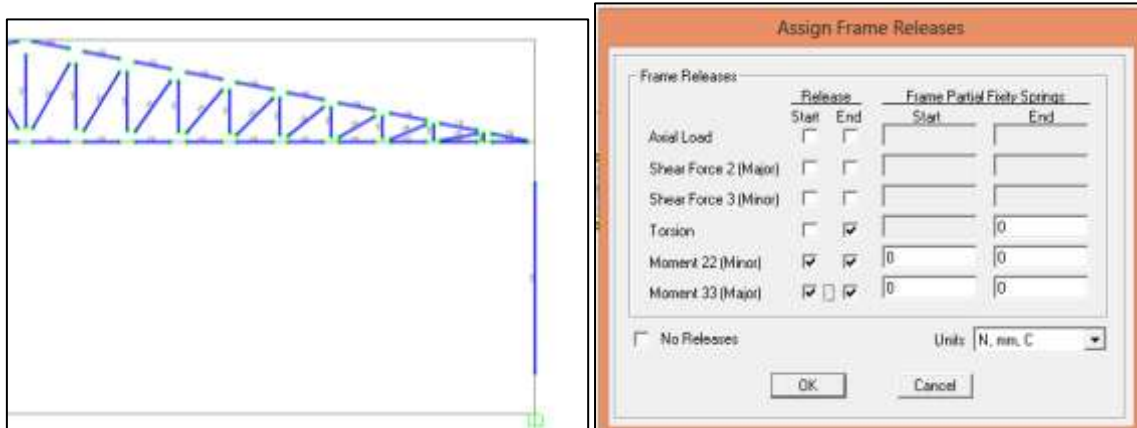 Assign Frame Releases
Frame Releases
Release Frame Partial Fixity Springs
Start End Start End
Axial Load
Shear Force 2 (Major)
Shear Force 3 (Minor)
Torsion 0
Moment 22 (Minor) 0 0
Moment 33 (Major) 0 0
No Releases Units N, mm, C
OK Cancel